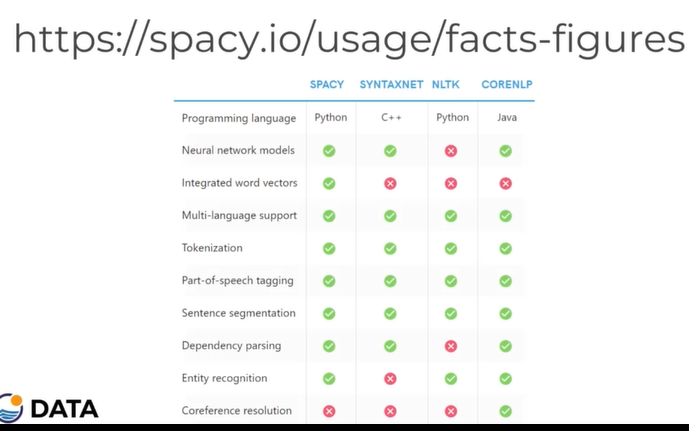 https://spacy.io/usage/facts-figures
SPACY SYNTAXNET NLTK CORENLP
Programming language Python C++ Python Java
Neural network models
Integrated word vectors
Multi-language support
Tokenization
Part-of-speech tagging
Sentence segmentation
Dependency parsing
Entity recognition
Coreference resolution
DATA